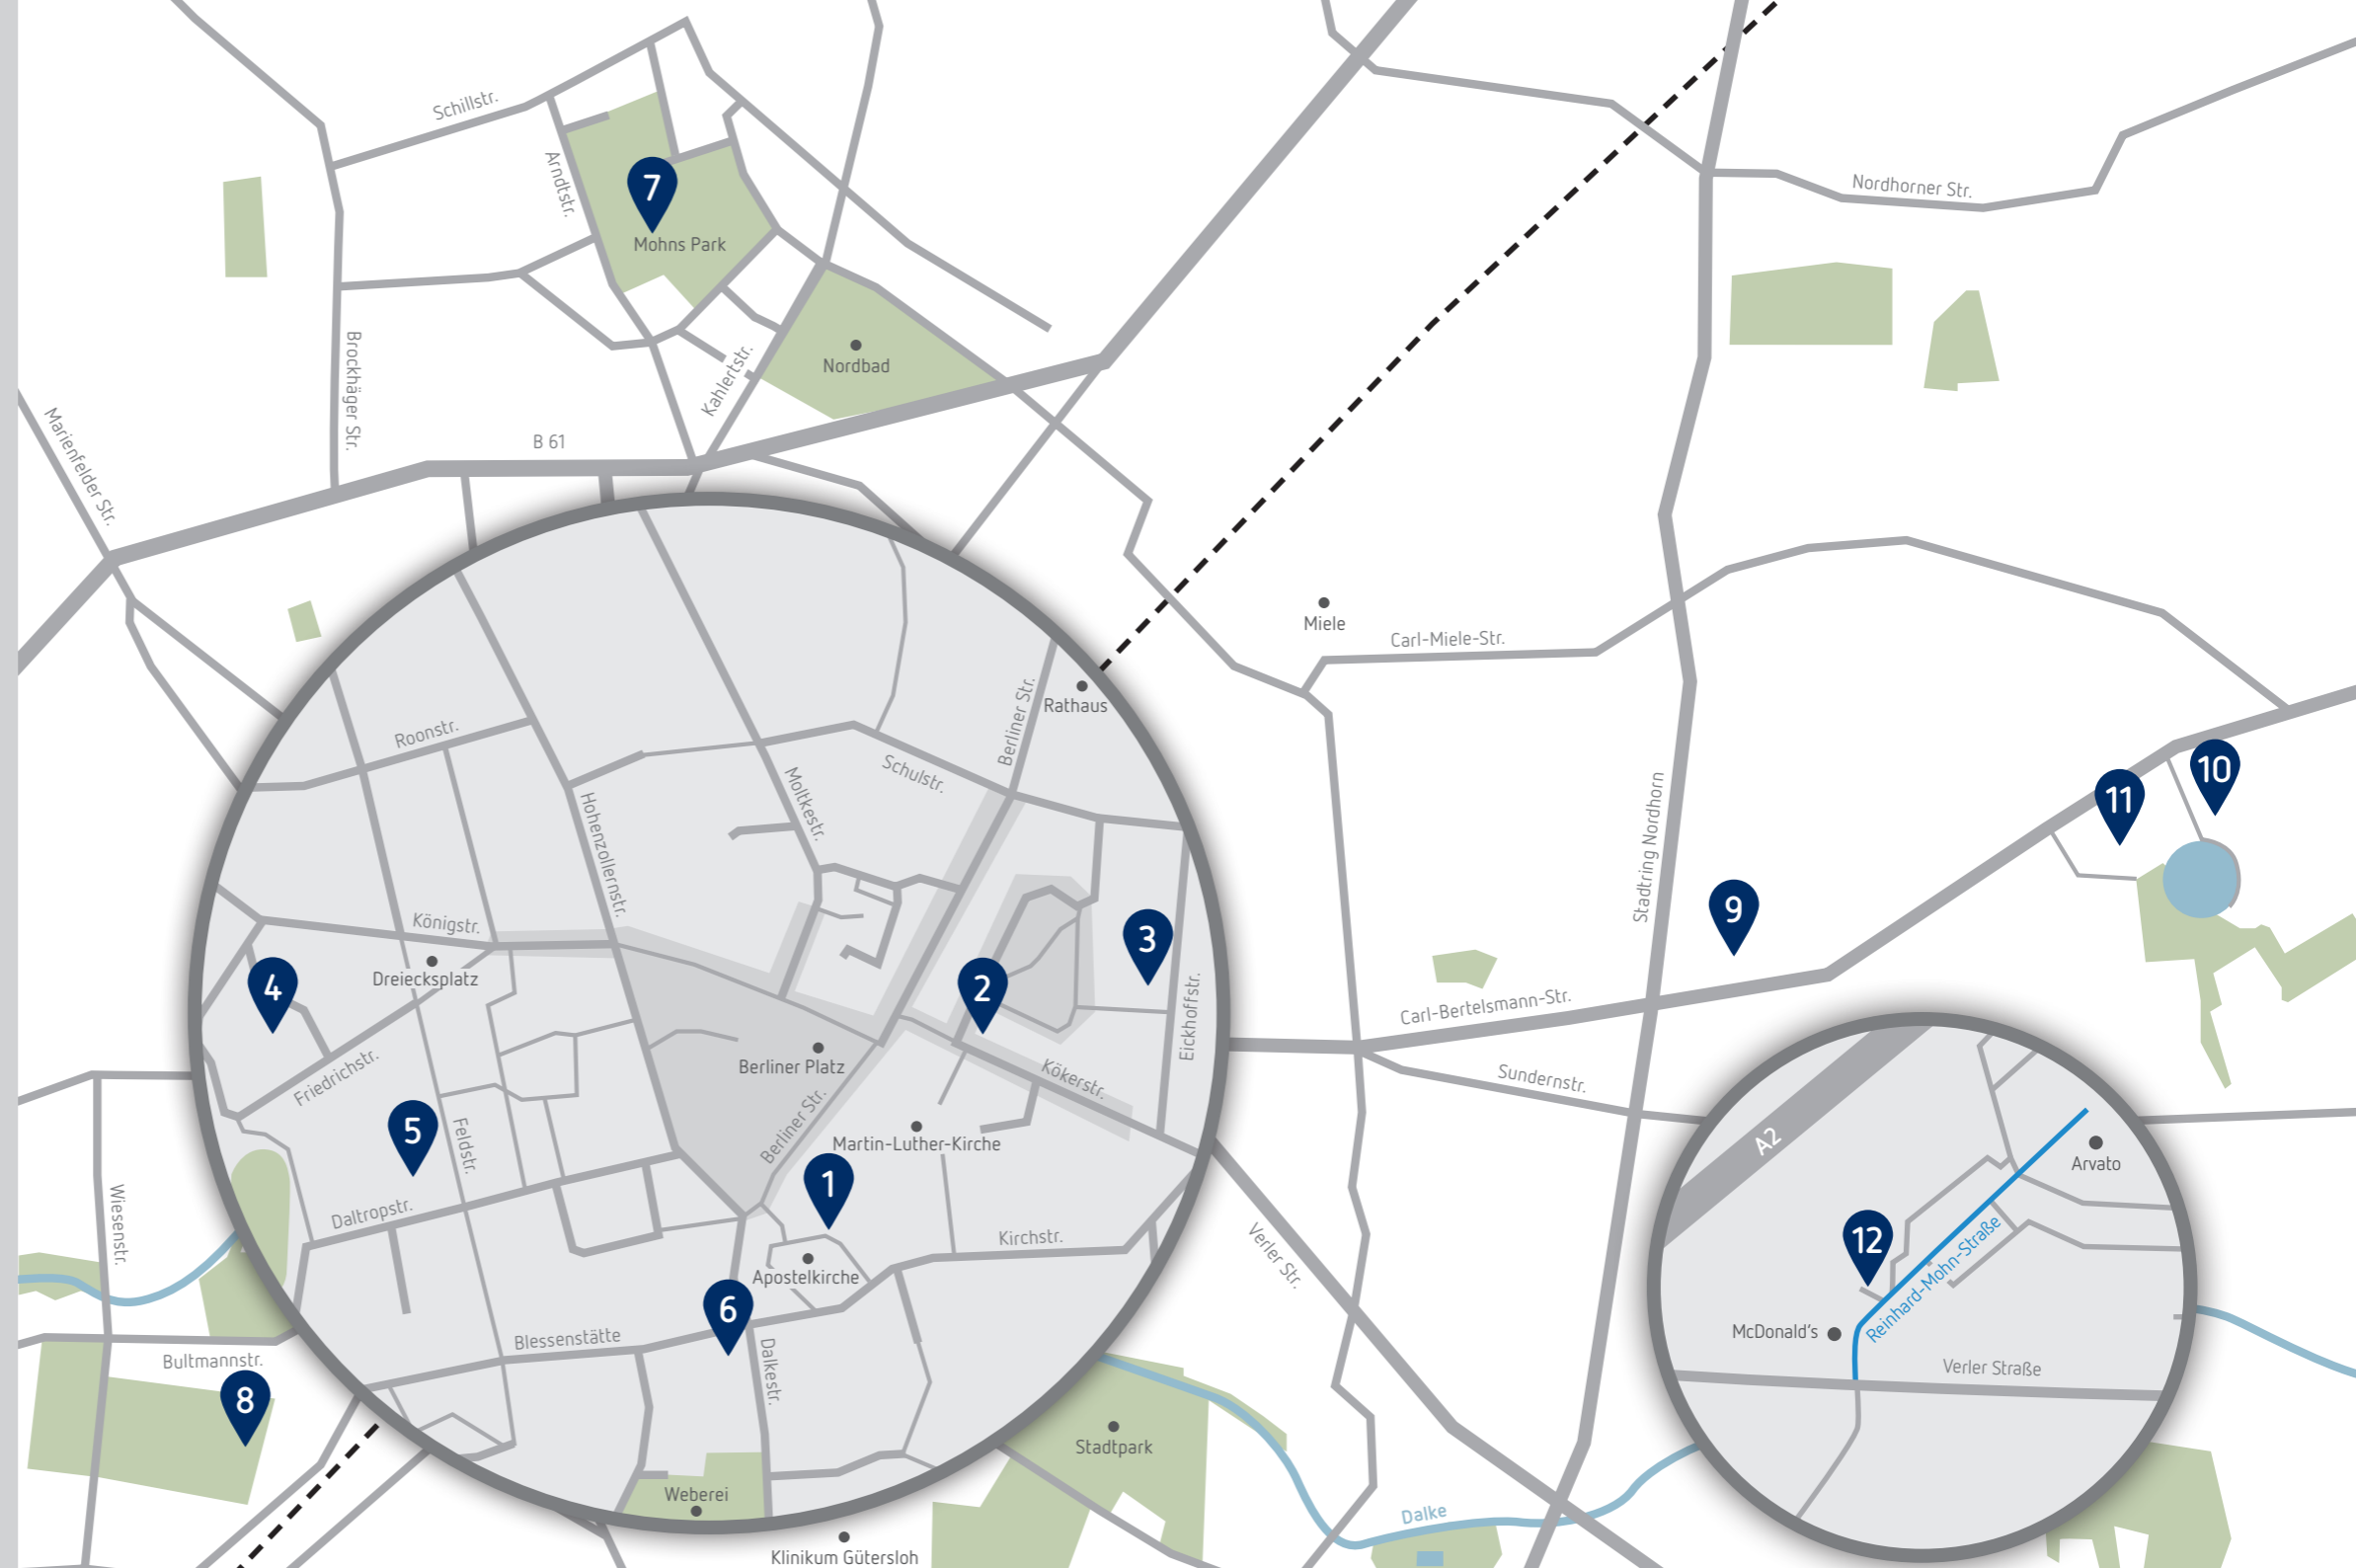 Schillstr.
Arndtstr.
7
Mohns Park
Nordhorner Str.
Brockhäger Str.
Kahlertstr.
Nordbad
Marienfelder Str.
B 61
Miele
Carl-Miele-Str.
Rathaus
Berliner Str.
Roonstr.
Schulstr.
Moltkestr.
Hohenzollernstr.
Stadtring Nordhorn
10
11
9
Königstr.
Dreiecksplatz
4
2
3
Eickhoffstr.
Carl-Bertelsmann-Str.
Berliner Platz
Kökerstr.
Sundernstr.
Friedrichstr.
5
Feldstr.
Berliner Str.
Martin-Luther-Kirche
1
A2
Arvato
Wiesenstr.
Daltropstr.
Kirchstr.
Verler Str.
12
Reinhard-Mohn-Straße
Apostelkirche
6
McDonald's
Blessenstätte
Dalkestr.
Verler Straße
Bultmannstr.
8
Stadtpark
Weberei
Dalke
Klinikum Gütersloh